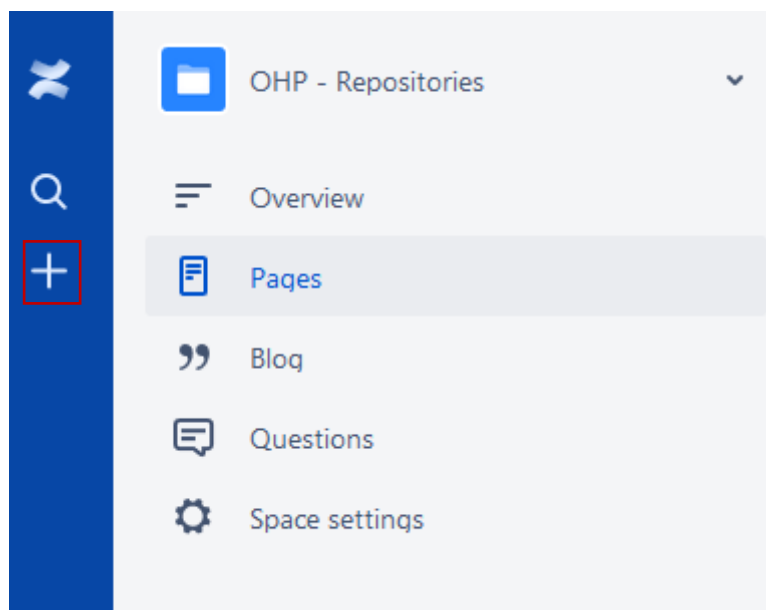 OHP - Repositories
Overview
Pages
Blog
Questions
Space settings